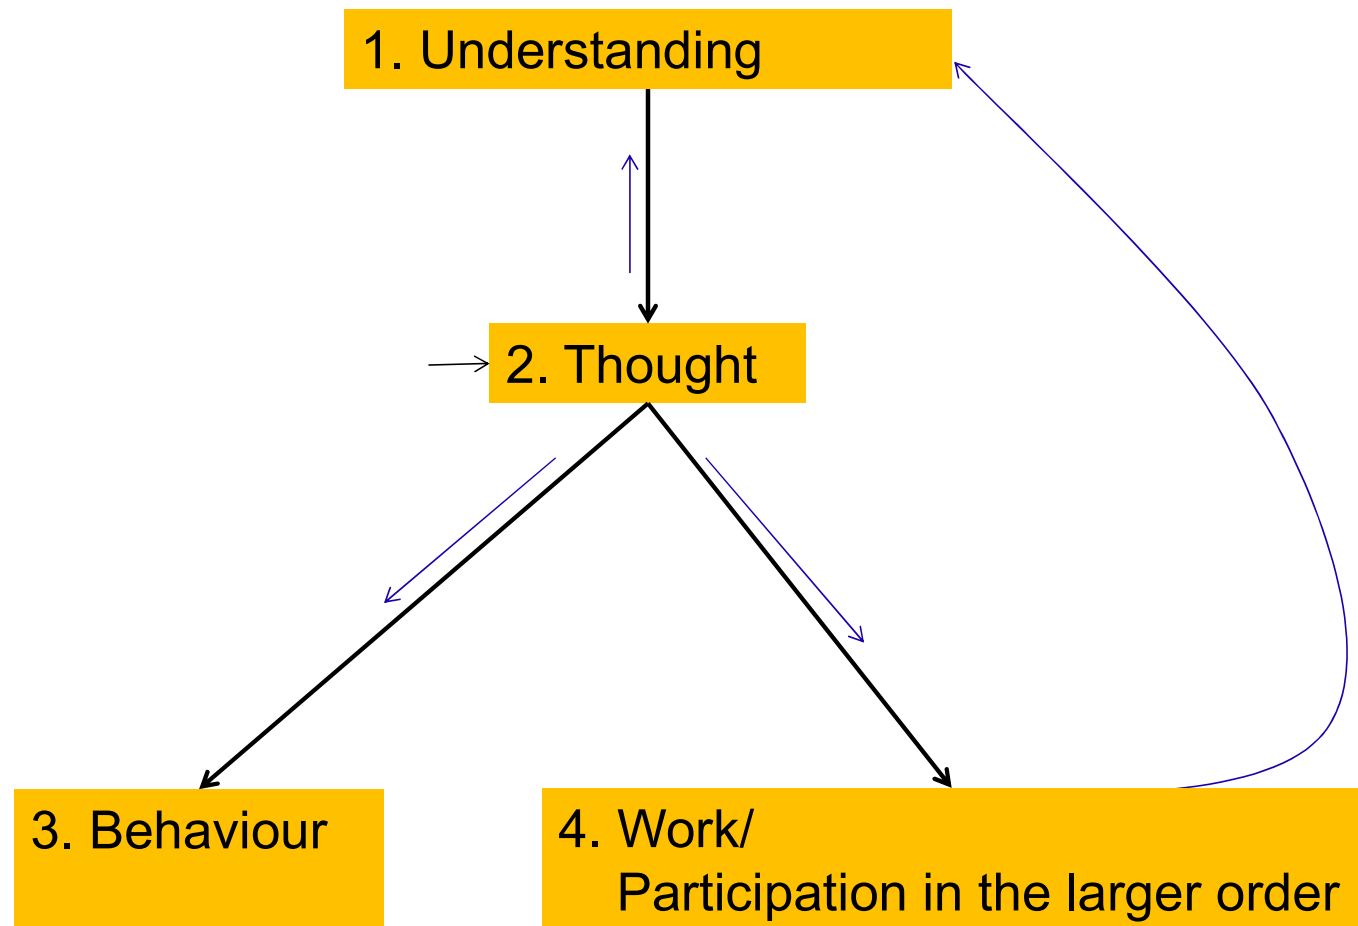 1. Understanding
2. Thought
3. Behaviour
4. Work/
Participation in the larger order